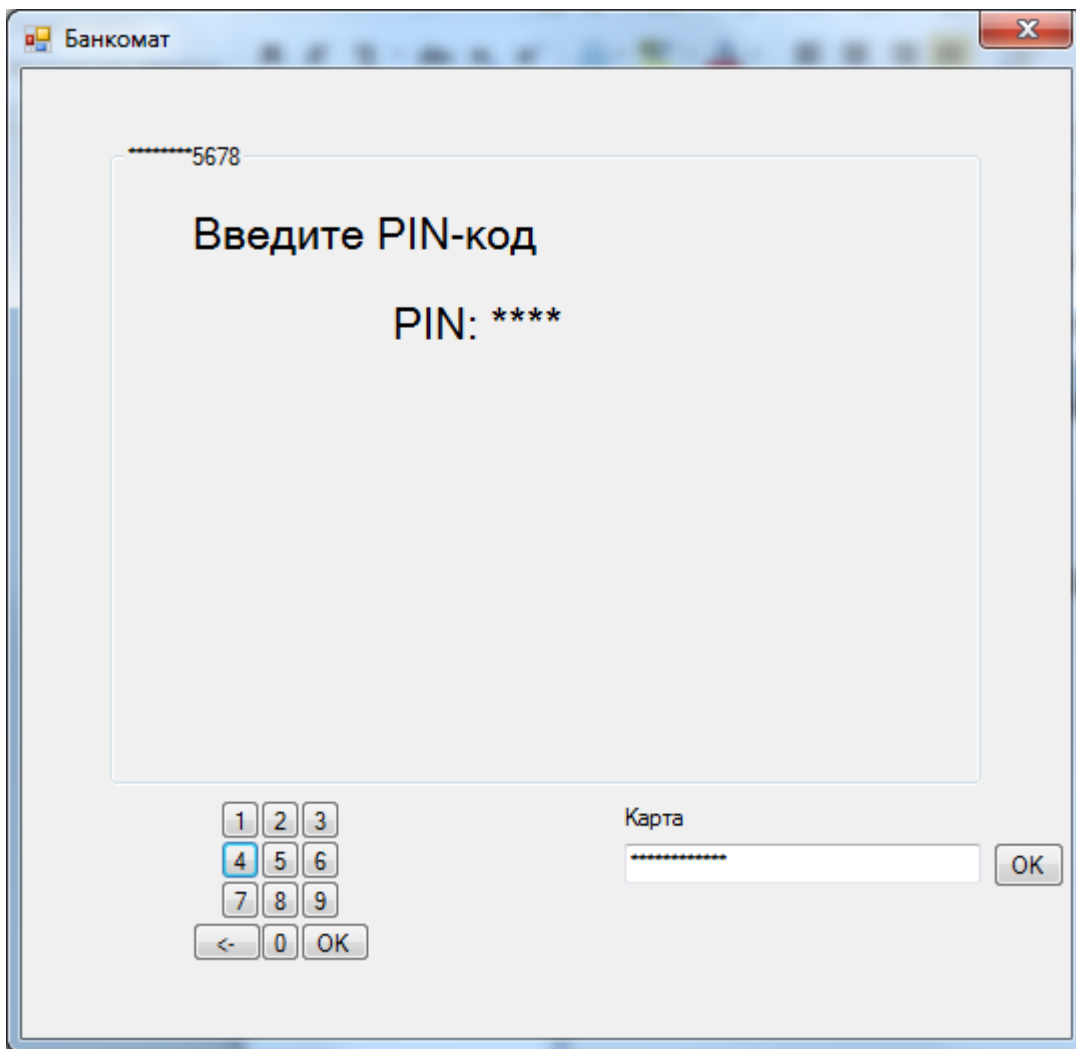 Банкомат
********5678
Введите PIN-код
PIN: ****
1 2 3
4 5 6
7 8 9
<- 0 OK
Карта
************ OK